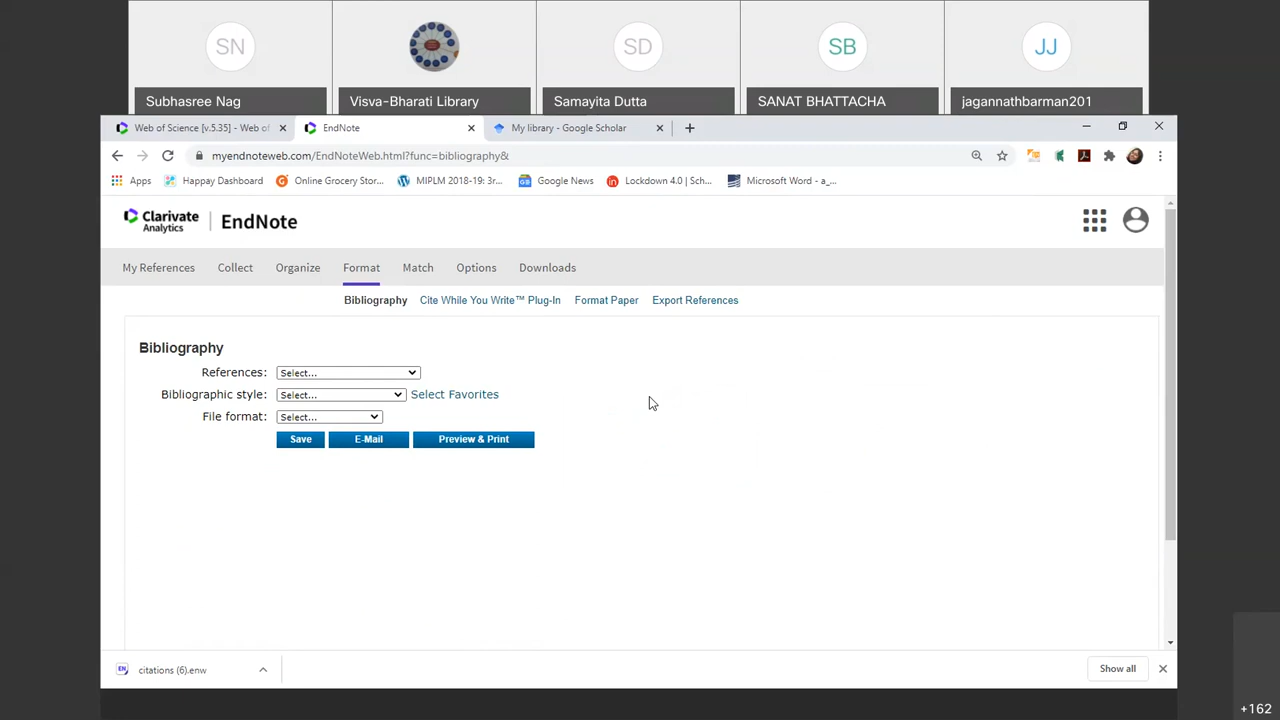 SN
SD
SB
JJ
Subhasree Nag
Visva-Bharati Library
Samayita Dutta
SANAT BHATTACHA
jagannathbarman201
Web of Science [v.5.35] - Web of
EndNote
My library - Google Scholar
myendnoteweb.com/EndNoteWeb.html?func=bibliography&
Apps
Happay Dashboard
Online Grocery Stor...
MIPLM 2018-19: 3r...
Google News
Lockdown 4.0 | Sch...
Microsoft Word - a_...
Clarivate
Analytics
EndNote
My References
Collect
Organize
Format
Match
Options
Downloads
Bibliography
Cite While You Write™ Plug-In
Format Paper
Export References
Bibliography
References: Select...
Bibliographic style: Select... Select Favorites
File format: Select...
Save
E-Mail
Preview & Print
EN
citations (6).enw
Show all
+162